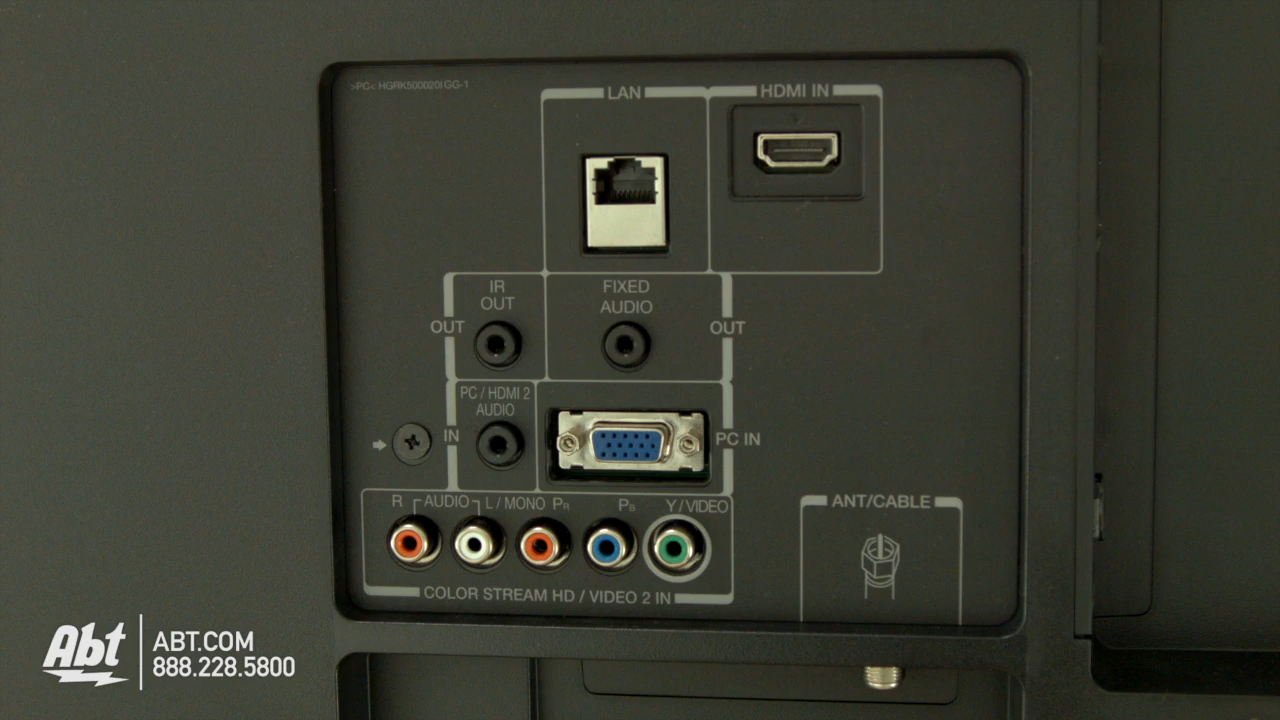 >PC< HGRK500020I GG-1
LAN
HDMI IN
IR
OUT
FIXED
AUDIO
OUT
OUT
PC / HDMI 2
AUDIO
IN
PC IN
R AUDIO L / MONO PR PB Y / VIDEO
COLOR STREAM HD / VIDEO 2 IN
ANT/CABLE
Abt
ABT.COM
888.228.5800